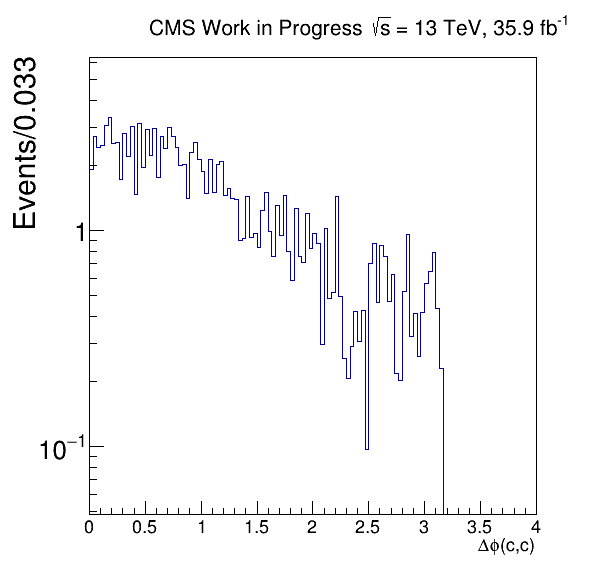 CMS Work in Progress √s = 13 TeV, 35.9 fb⁻¹
Events/0.033
1
10⁻¹
0 0.5 1 1.5 2 2.5 3 3.5 4
Δϕ(c,c)